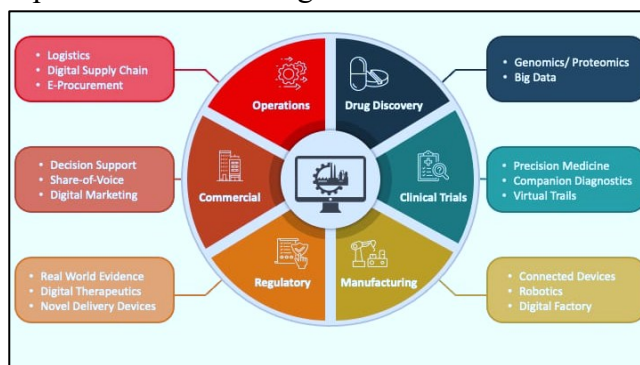 • Logistics
• Digital Supply Chain
• E-Procurement
Operations
Drug Discovery
• Genomics/ Proteomics
• Big Data
• Decision Support
• Share-of-Voice
• Digital Marketing
Commercial
Clinical Trials
• Precision Medicine
• Companion Diagnostics
• Virtual Trails
• Real World Evidence
• Digital Therapeutics
• Novel Delivery Devices
Regulatory
Manufacturing
• Connected Devices
• Robotics
• Digital Factory